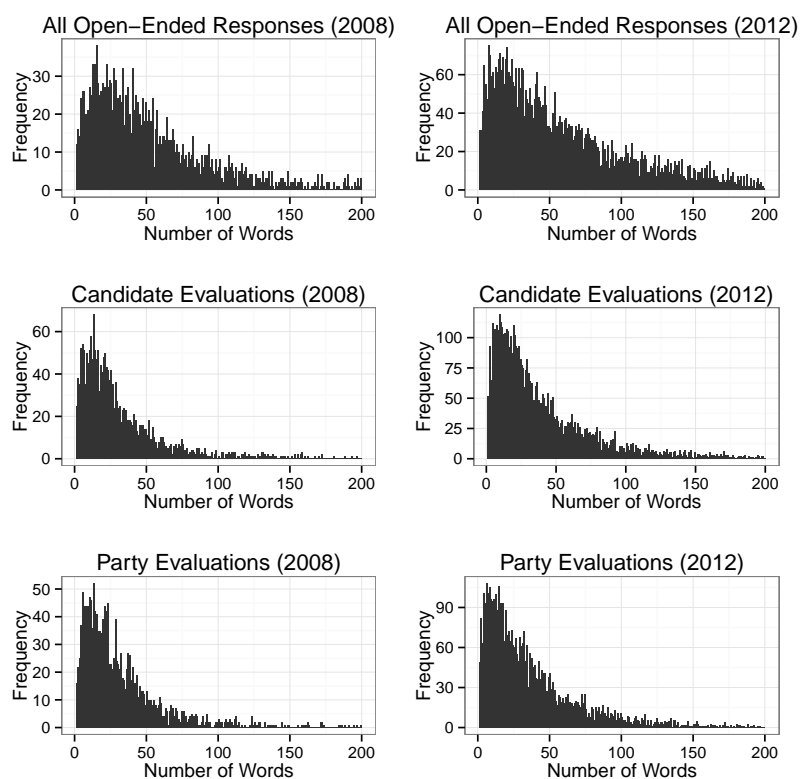 All Open−Ended Responses (2008)
Frequency
30
20
10
0
0 50 100 150 200
Number of Words
All Open−Ended Responses (2012)
Frequency
60
40
20
0
0 50 100 150 200
Number of Words
Candidate Evaluations (2008)
Frequency
60
40
20
0
0 50 100 150 200
Number of Words
Candidate Evaluations (2012)
Frequency
100
75
50
25
0
0 50 100 150 200
Number of Words
Party Evaluations (2008)
Frequency
50
40
30
20
10
0
0 50 100 150 200
Number of Words
Party Evaluations (2012)
Frequency
90
60
30
0
0 50 100 150 200
Number of Words